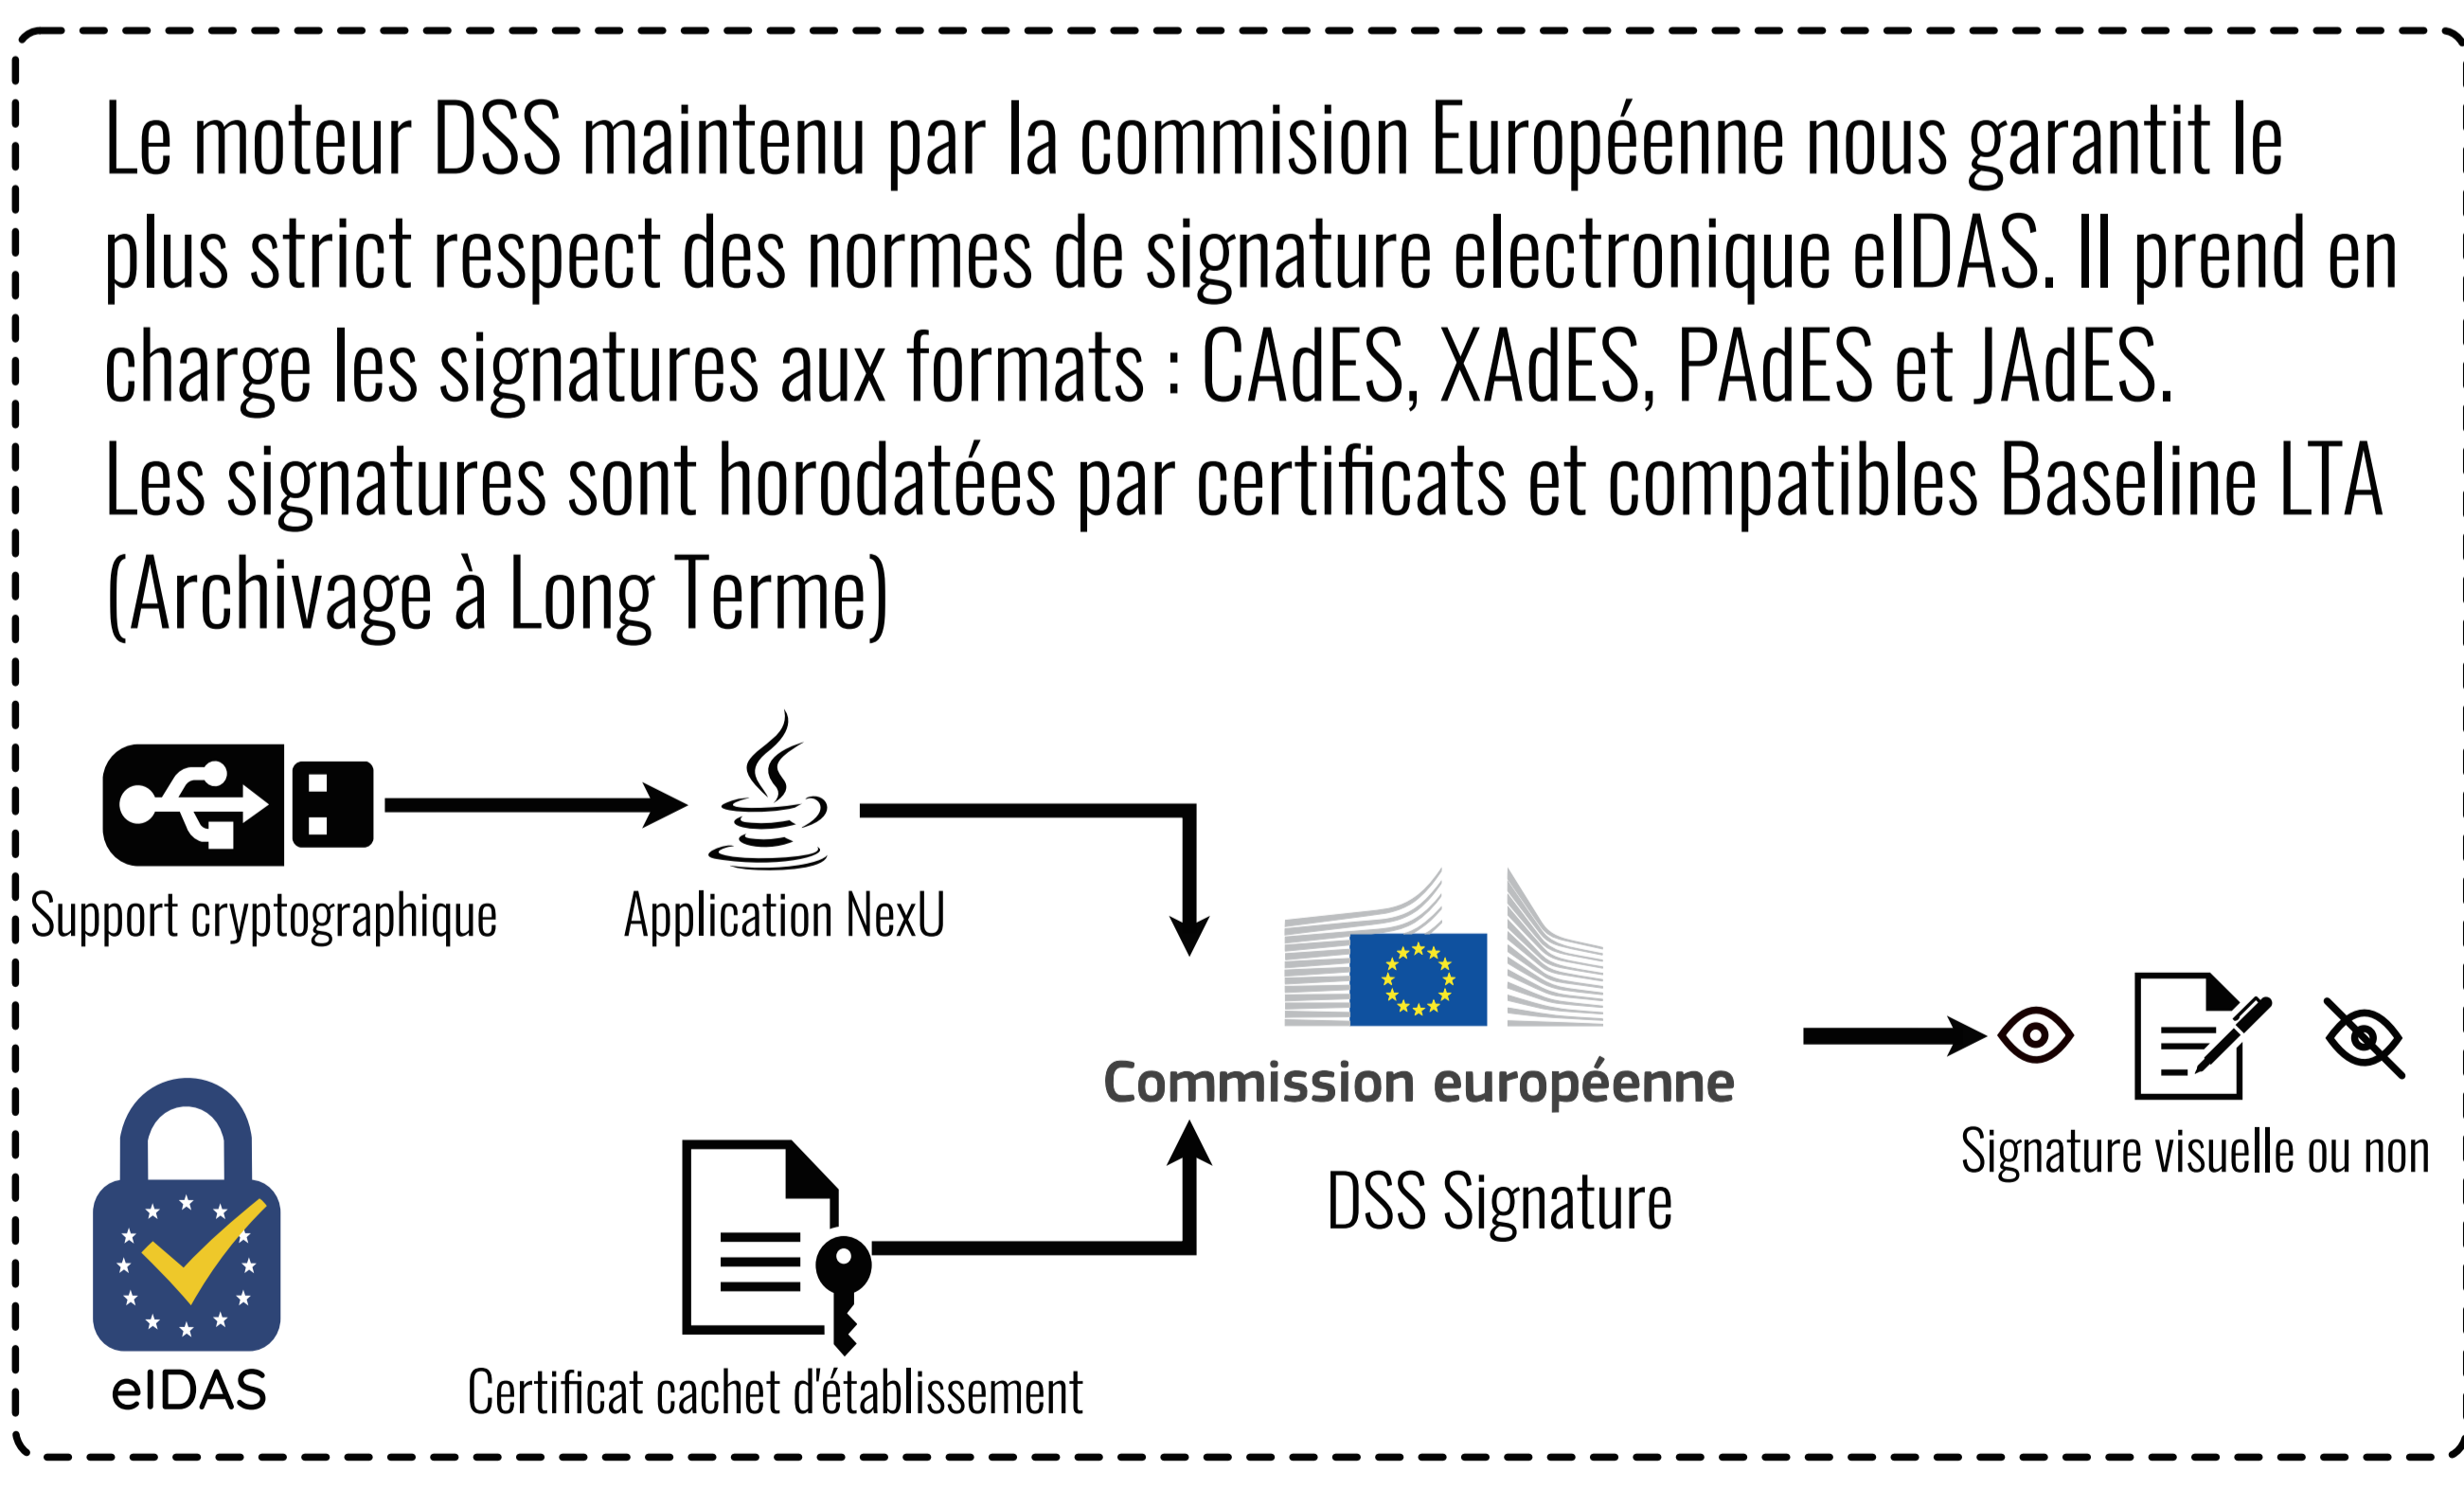 Le moteur DSS maintenu par la commision Européenne nous garantit le
plus strict respect des normes de signature electronique eIDAS. Il prend en
charge les signatures aux formats : CAdES, XAdES, PAdES et JAdES.
Les signatures sont horodatées par certificats et compatibles Baseline LTA
(Archivage à Long Terme)
Support cryptographique
Application NexU
Commission européenne
DSS Signature
Signature visuelle ou non
eIDAS
Certificat cachet d'établissement